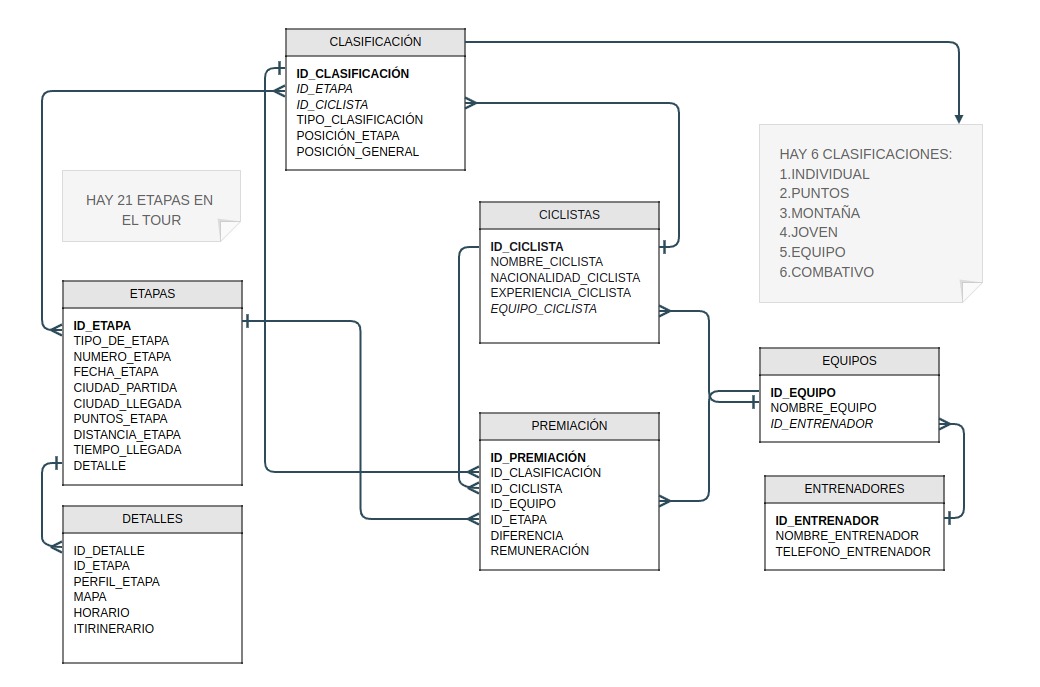 CLASIFICACIÓN
ID_CLASIFICACIÓN
ID_ETAPA
ID_CICLISTA
TIPO_CLASIFICACIÓN
POSICIÓN_ETAPA
POSICIÓN_GENERAL
HAY 6 CLASIFICACIONES:
1.INDIVIDUAL
2.PUNTOS
3.MONTAÑA
4.JOVEN
5.EQUIPO
6.COMBATIVO
HAY 21 ETAPAS EN
EL TOUR
CICLISTAS
ID_CICLISTA
NOMBRE_CICLISTA
NACIONALIDAD_CICLISTA
EXPERIENCIA_CICLISTA
EQUIPO_CICLISTA
ETAPAS
ID_ETAPA
TIPO_DE_ETAPA
NUMERO_ETAPA
FECHA_ETAPA
CIUDAD_PARTIDA
CIUDAD_LLEGADA
PUNTOS_ETAPA
DISTANCIA_ETAPA
TIEMPO_LLEGADA
DETALLE
EQUIPOS
ID_EQUIPO
NOMBRE_EQUIPO
ID_ENTRENADOR
PREMIACIÓN
ID_PREMIACIÓN
ID_CLASIFICACIÓN
ID_CICLISTA
ID_EQUIPO
ID_ETAPA
DIFERENCIA
REMUNERACIÓN
ENTRENADORES
ID_ENTRENADOR
NOMBRE_ENTRENADOR
TELEFONO_ENTRENADOR
DETALLES
ID_DETALLE
ID_ETAPA
PERFIL_ETAPA
MAPA
HORARIO
ITIRINERARIO